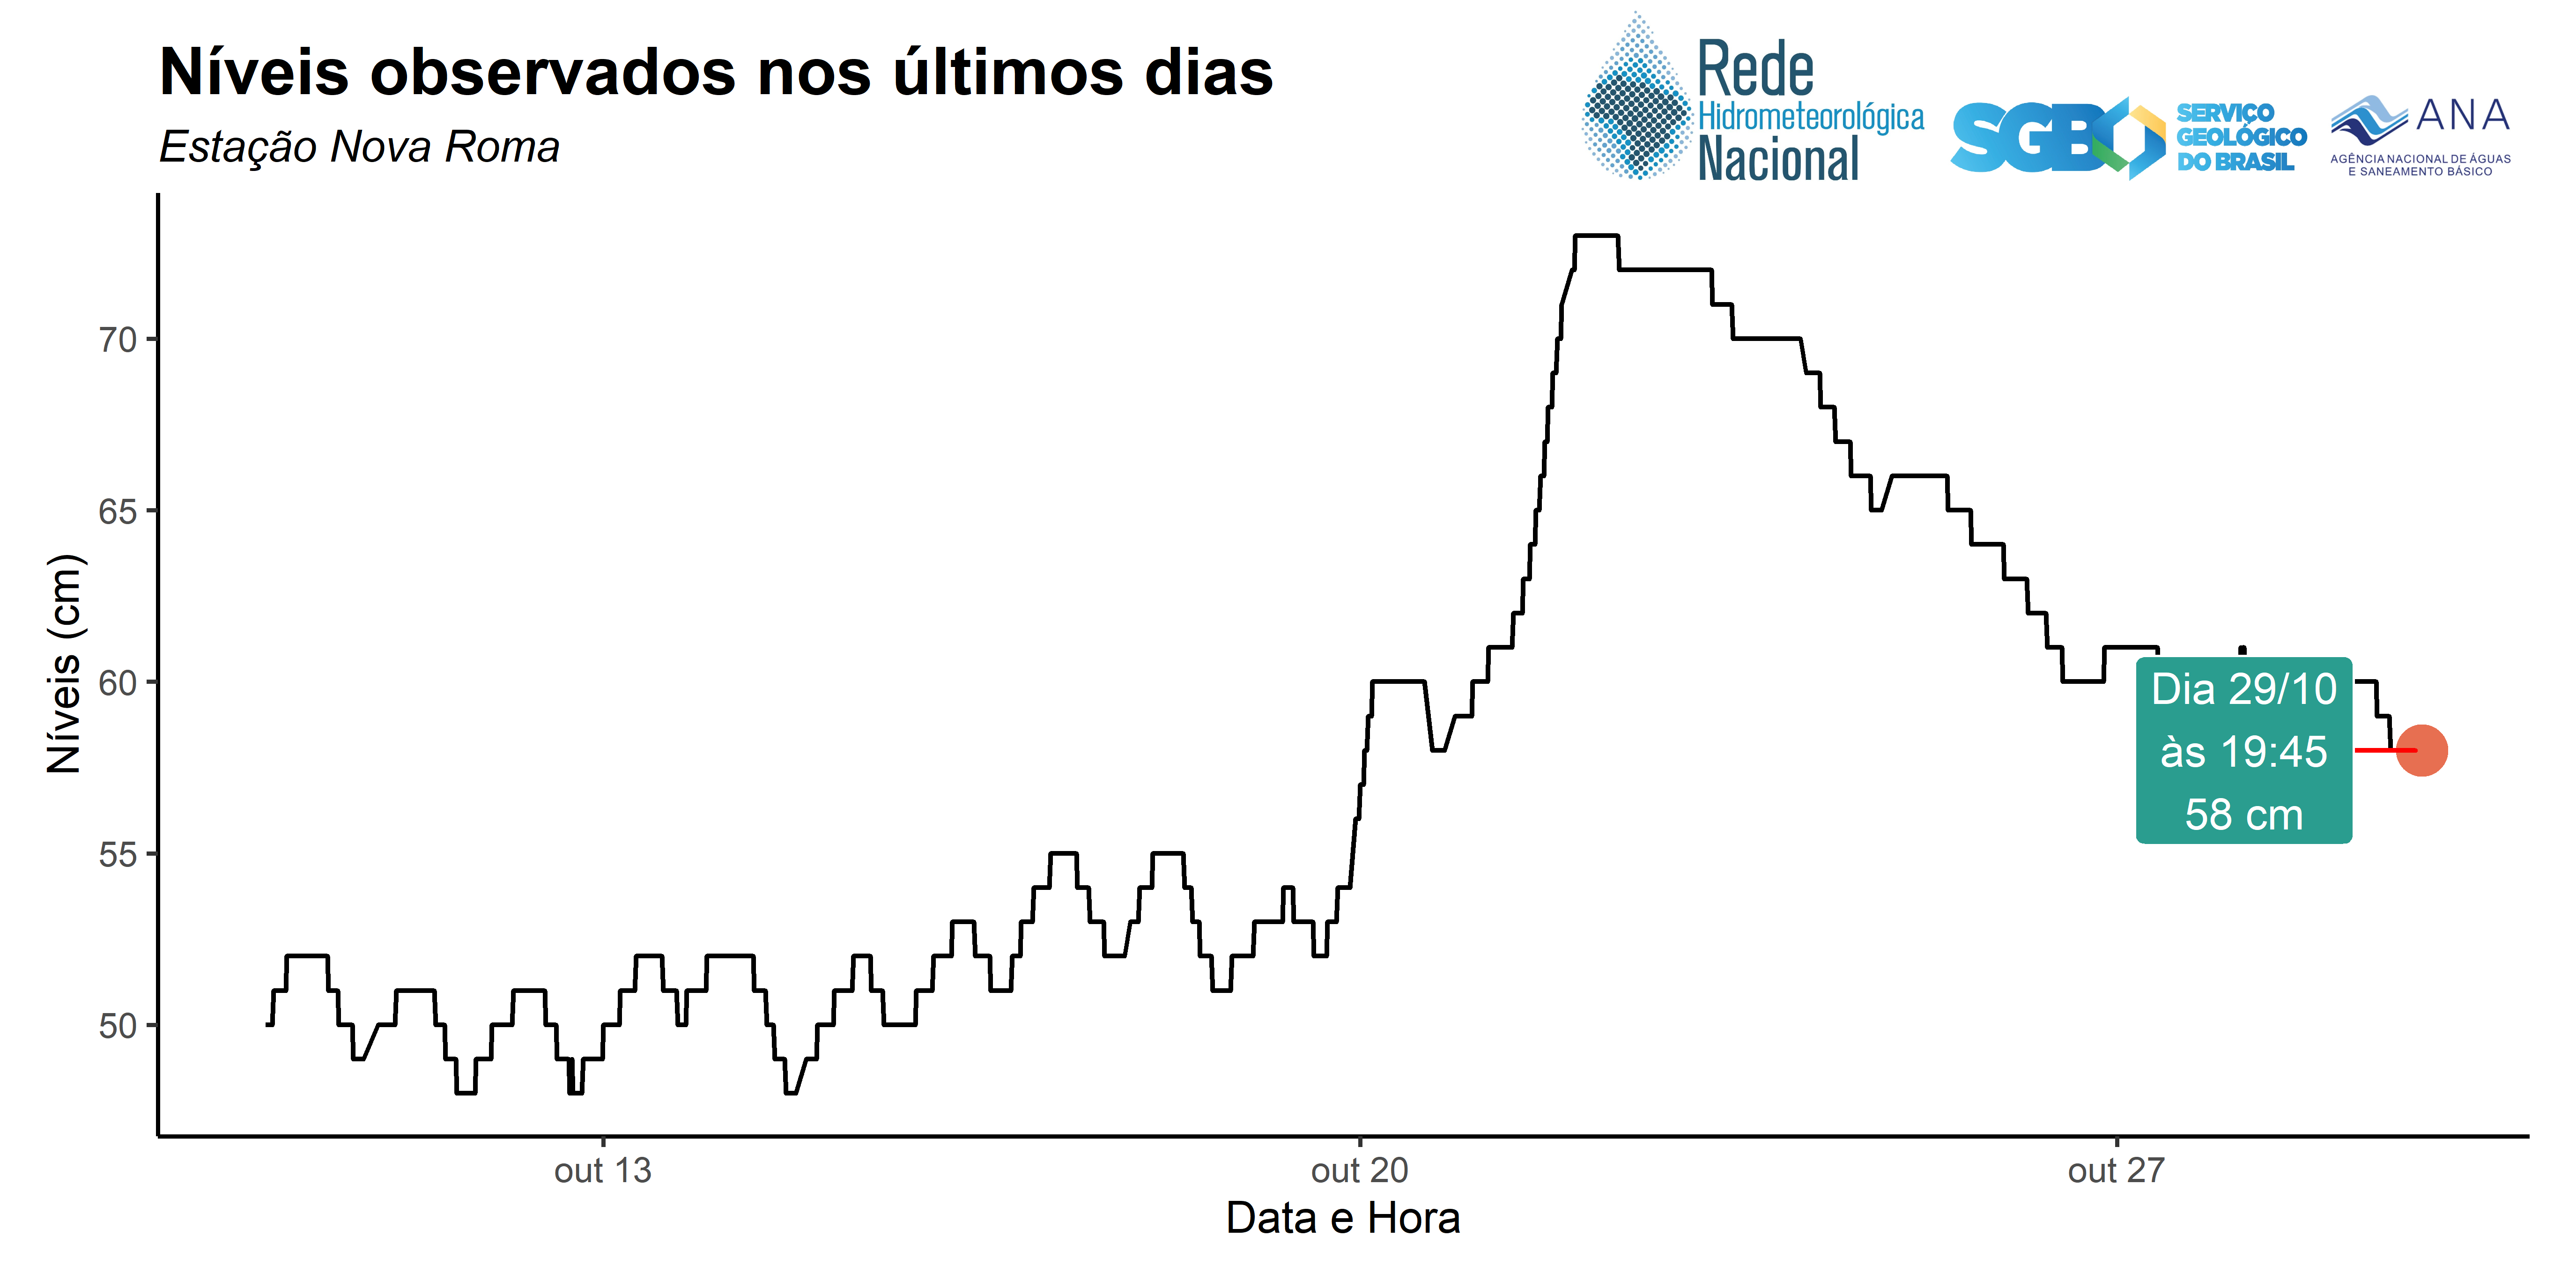 Níveis observados nos últimos dias
Estação Nova Roma
Rede
Hidrometeorológica
Nacional
SGB
SERVIÇO
GEOLÓGICO
DO BRASIL
ANA
AGÊNCIA NACIONAL DE ÁGUAS
E SANEAMENTO BÁSICO
Níveis (cm)
70
65
60
55
50
Dia 29/10
às 19:45
58 cm
out 13
out 20
out 27
Data e Hora